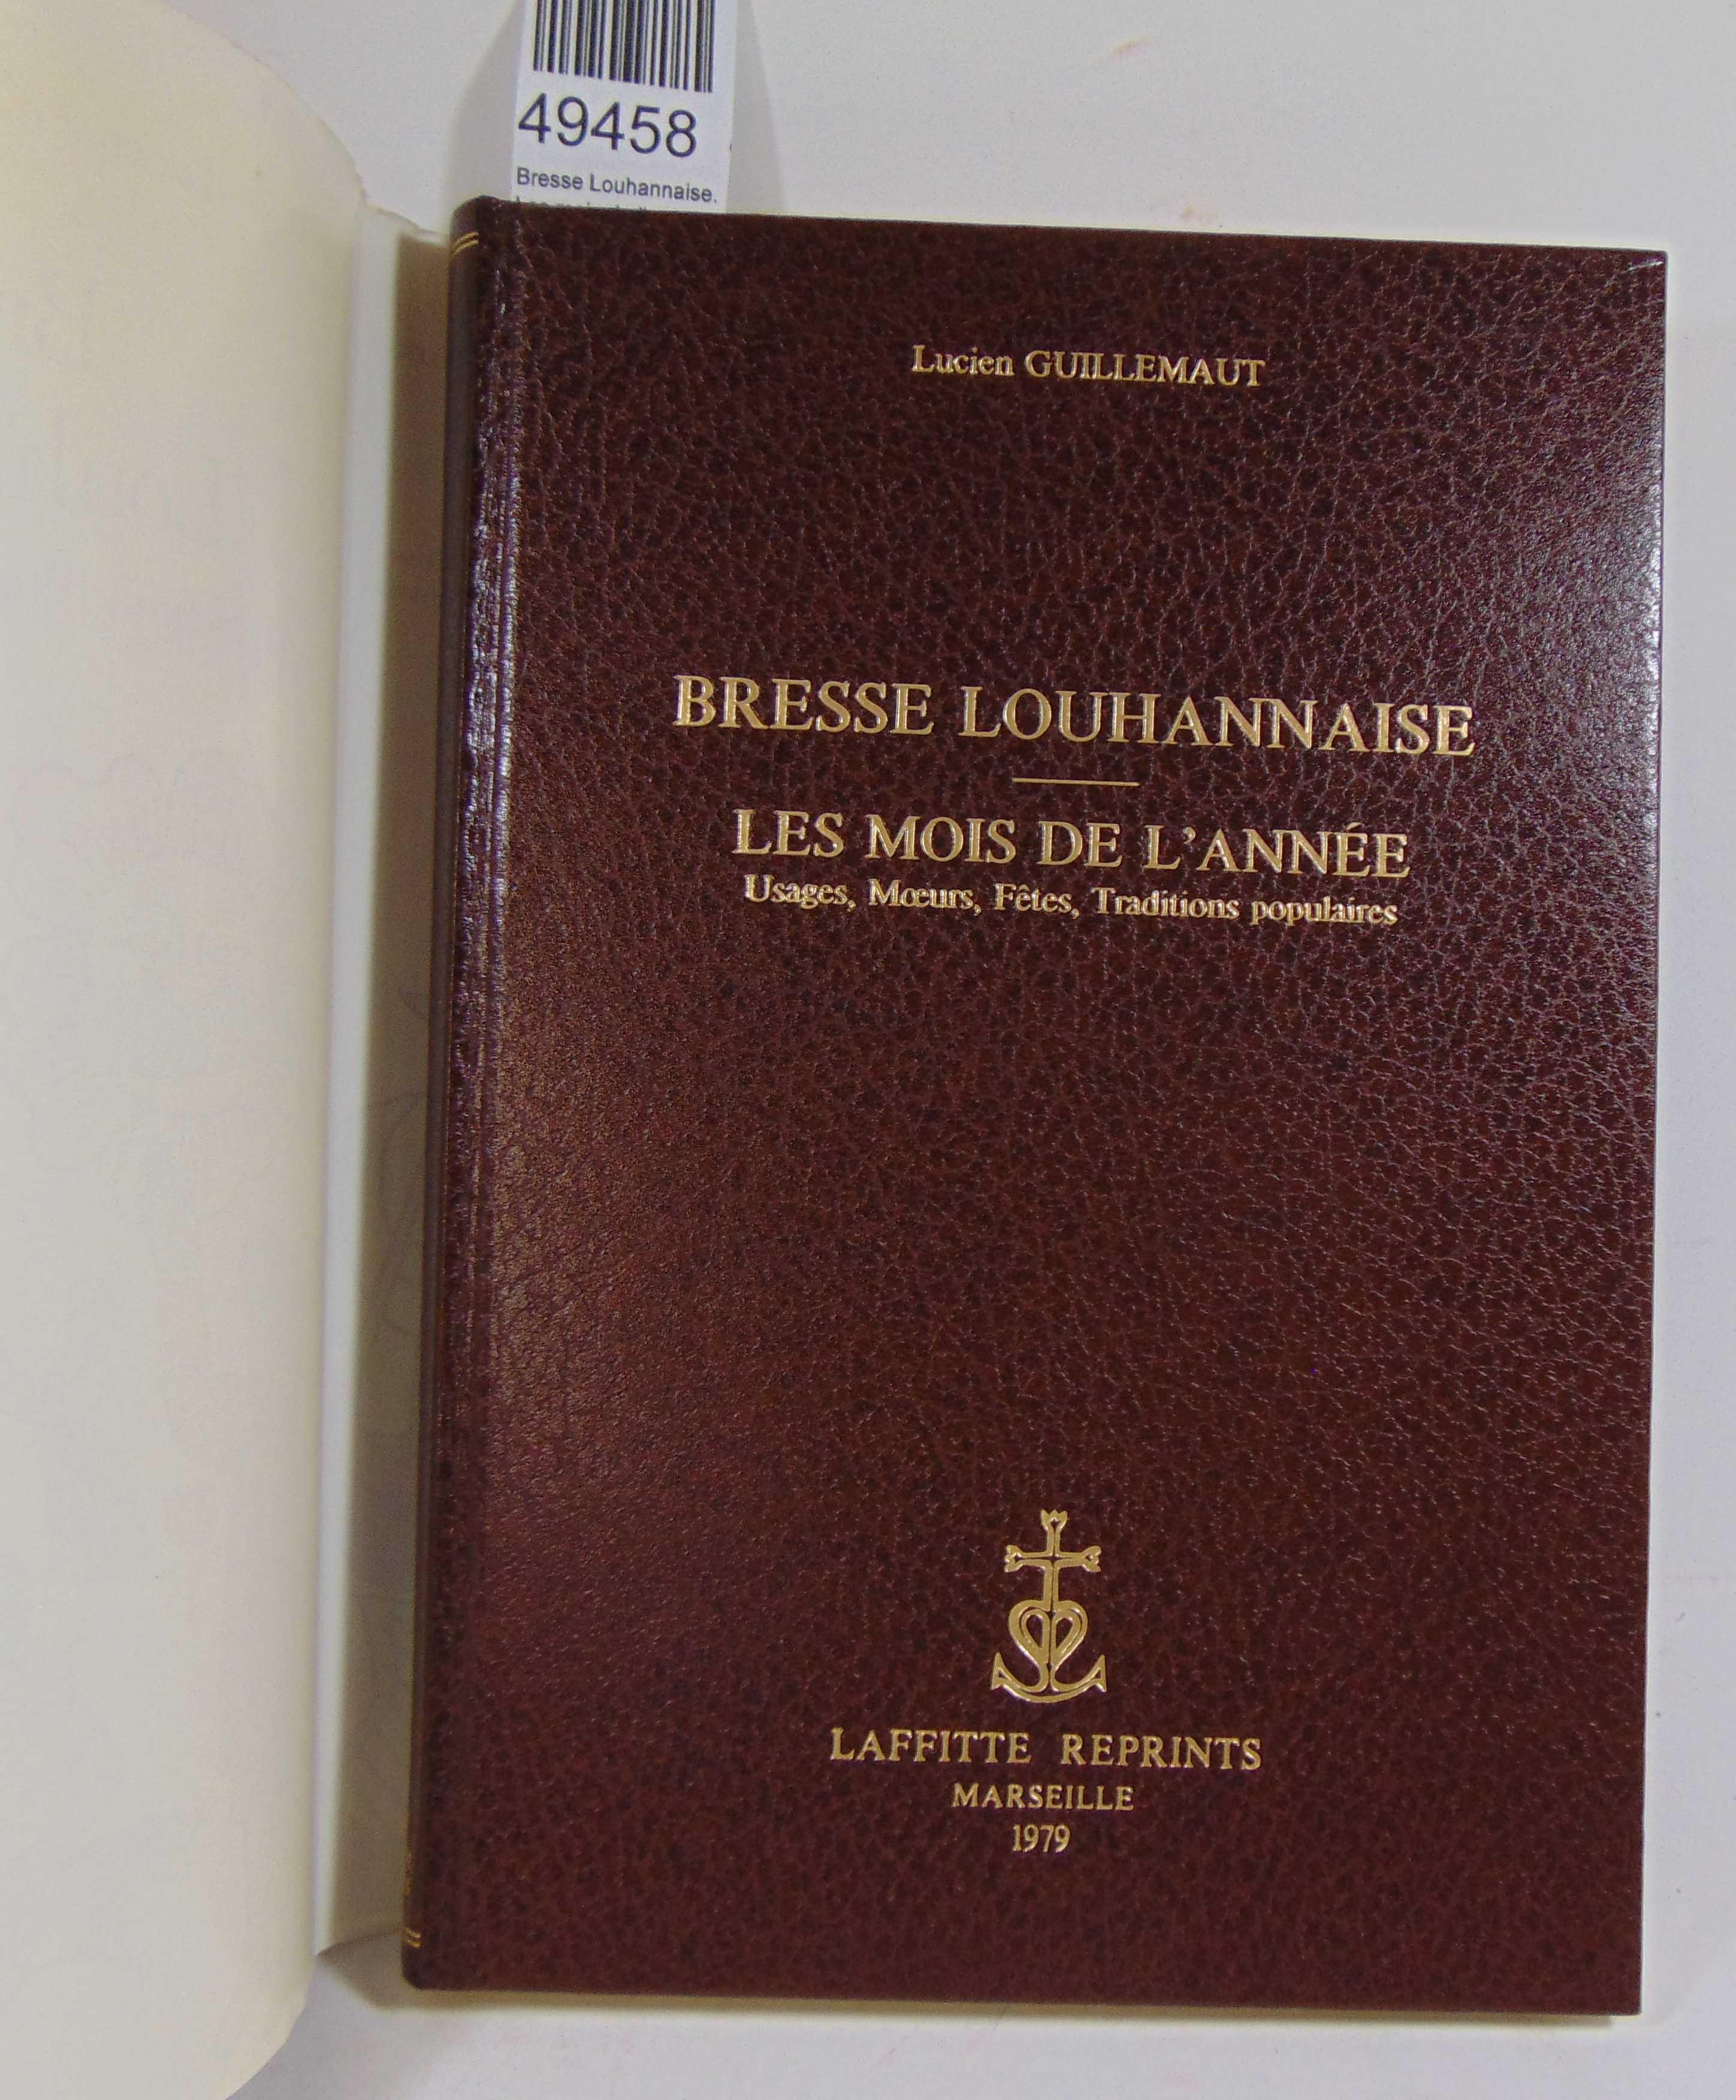 49458
Bresse Louhannaise.
Lucien GUILLEMAUT
BRESSE LOUHANNAISE
LES MOIS DE L'ANNÉE
Usages, Mœurs, Fêtes, Traditions populaires
LAFFITTE REPRINTS
MARSEILLE
1979